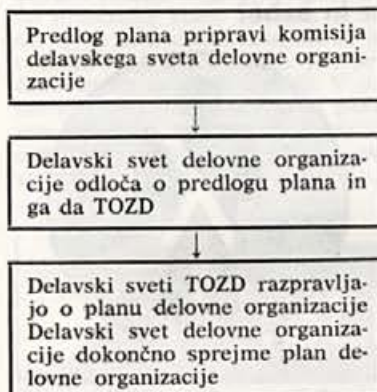 Predlog plana pripravi komisija
delavskega sveta delovne organi-
zacije
Delavski svet delovne organiza-
cije odloča o predlogu plana in
ga da TOZD
Delavski sveti TOZD razpravlja-
jo o planu delovne organizacije
Delavski svet delovne organiza-
cije dokončno sprejme plan de-
lovne organizacije